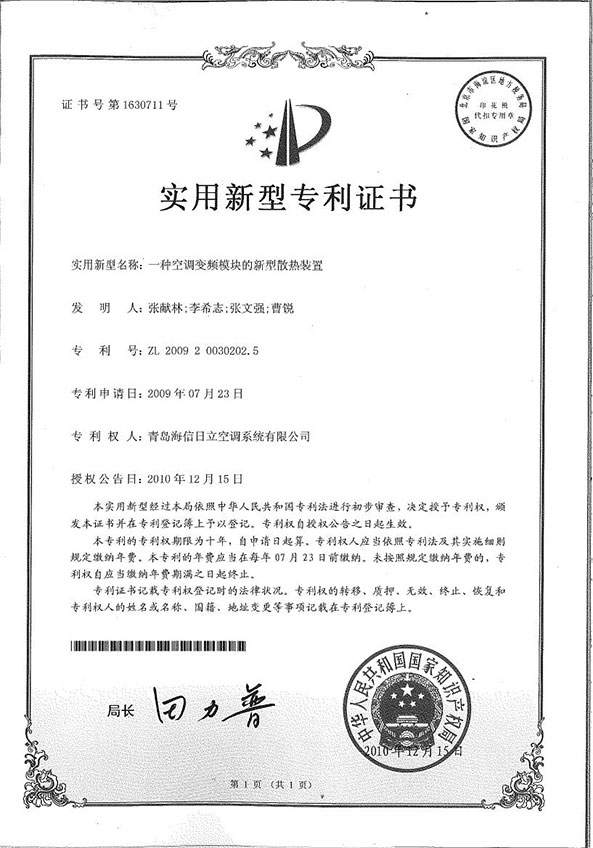 证书号第1630711号
北京市海淀区地方税务局
印花税
代扣专用章
国家知识产权局
实用新型专利证书
实用新型名称：一种空调变频模块的新型散热装置
发明人：张献林;李希志;张文强;曹锐
专利号：ZL 2009 2 0030202.5
专利申请日：2009年07月23日
专利权人：青岛海信日立空调系统有限公司
授权公告日：2010年12月15日
本实用新型经过本局依照中华人民共和国专利法进行初步审查，决定授予专利权，颁
发本证书并在专利登记簿上予以登记。专利权自授权公告之日起生效。
本专利的专利权期限为十年，自申请日起算。专利权人应当依照专利法及其实施细则
规定缴纳年费。本专利的年费应当在每年07月23日前缴纳。未按照规定缴纳年费的，专
利权自应当缴纳年费期满之日起终止。
专利证书记载专利权登记时的法律状况。专利权的转移、质押、无效、终止、恢复和
专利权人的姓名或名称、国籍、地址变更等事项记载在专利登记簿上。
局长 田力普
中华人民共和国国家知识产权局
2010年12月15日
第1页（共1页）